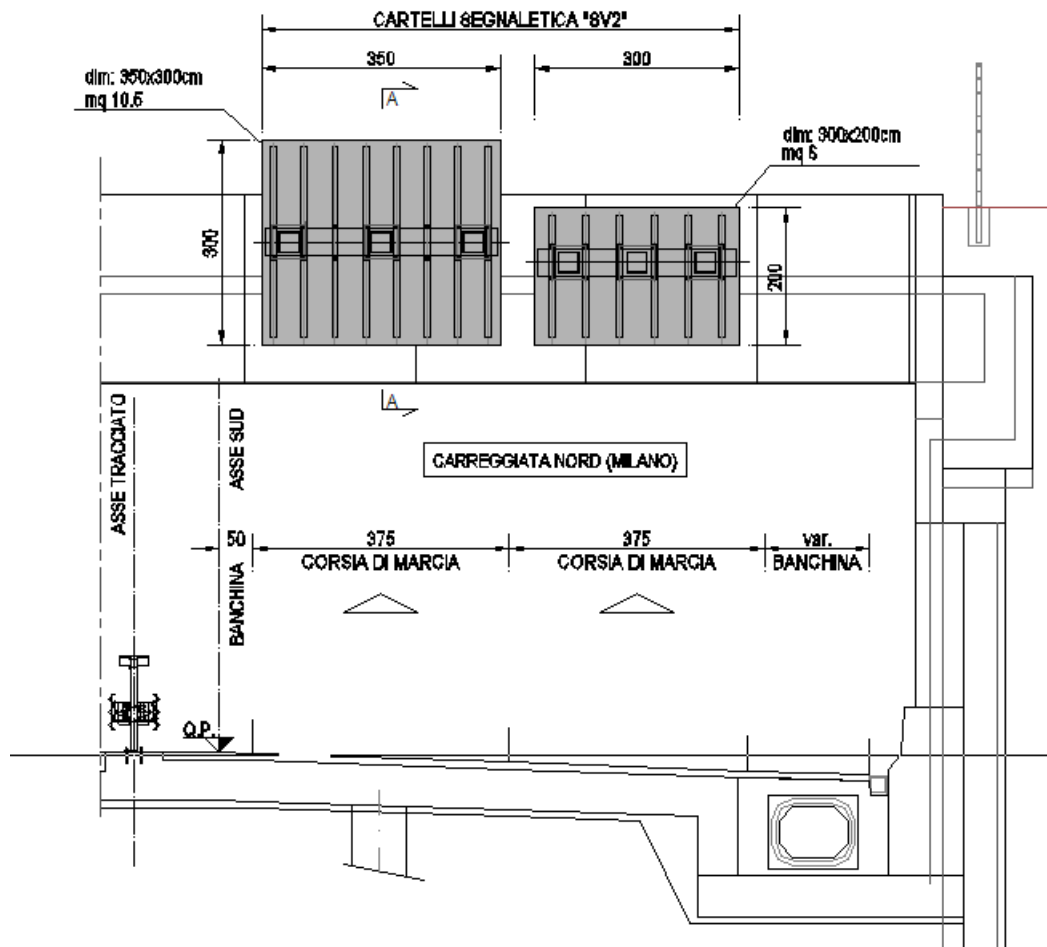 CARTELLI SEGNALETICA "SV2"
350
300
dim: 350x300cm
mq 10.5
A
dim: 300x200cm
mq 6
300
200
A
ASSE TRACCIATO
ASSE SUD
CARREGGIATA NORD (MILANO)
50
375
375
var.
BANCHINA
CORSIA DI MARCIA
CORSIA DI MARCIA
BANCHINA
Q.P.